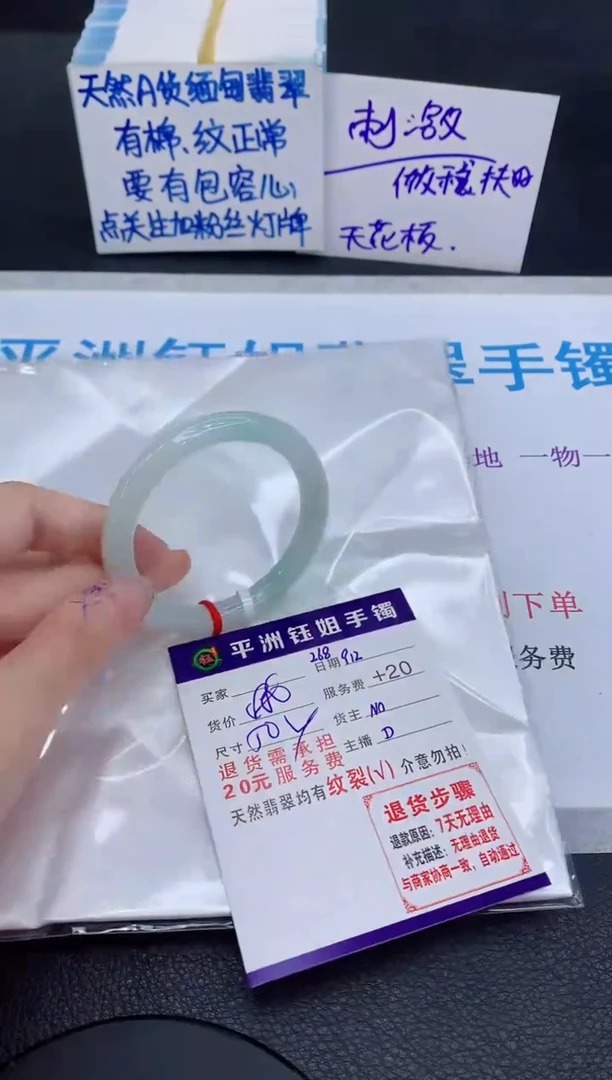 天然A货缅甸翡翠
有棉、纹正常
要有包容心
点关注加粉丝灯牌
刺激
天花板.
平洲钰姐
手镯
地 一物一
下单
务费
平洲钰姐手镯
买家
268
日期 912
货价
服务费 +20
尺寸
货主 NO
主播 D
退货需承担
20元服务费
天然翡翠均有纹裂(√)介意勿拍!
退货步骤
退款原因:7天无理由
补充描述:无理由退货
与商家协商一致,自动通过